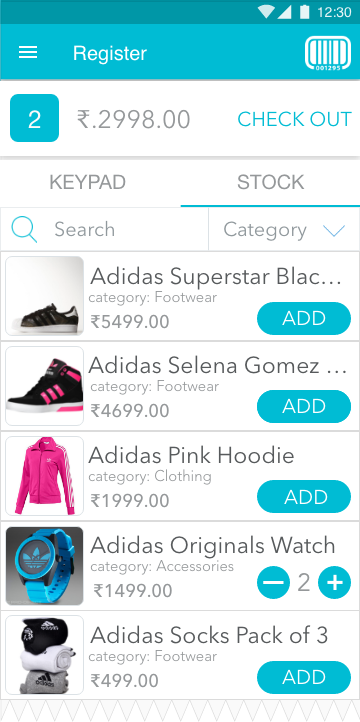 12:30
Register
001295
2 ₹.2998.00 CHECK OUT
KEYPAD STOCK
Search Category
Adidas Superstar Blac...
category: Footwear
₹5499.00 ADD
Adidas Selena Gomez ...
category: Footwear
₹4699.00 ADD
Adidas Pink Hoodie
category: Clothing
₹1999.00 ADD
Adidas Originals Watch
category: Accessories
₹1499.00 2
Adidas Socks Pack of 3
category: Footwear
₹499.00 ADD
adidas